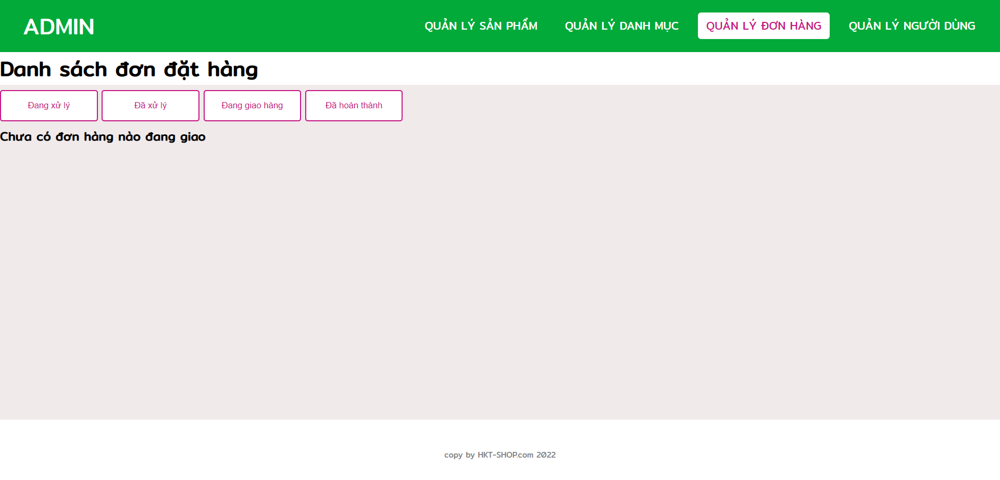 ADMIN
QUẢN LÝ SẢN PHẨM
QUẢN LÝ DANH MỤC
QUẢN LÝ ĐƠN HÀNG
QUẢN LÝ NGƯỜI DÙNG
Danh sách đơn đặt hàng
Đang xử lý
Đã xử lý
Đang giao hàng
Đã hoàn thành
Chưa có đơn hàng nào đang giao
copy by HKT-SHOP.com 2022